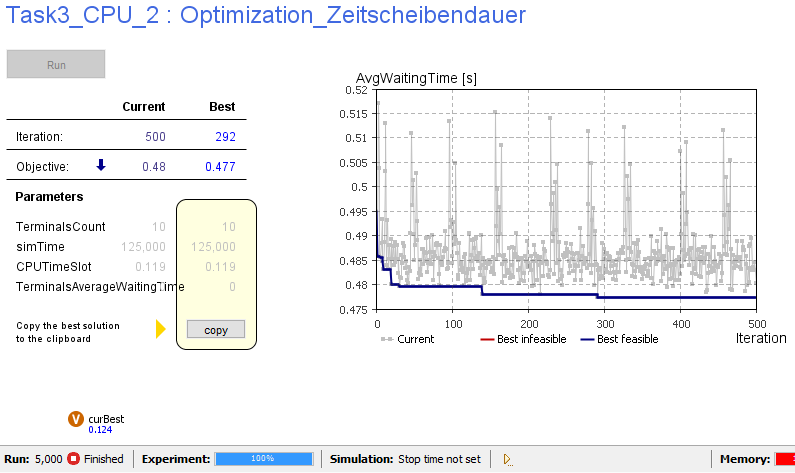 Task3_CPU_2 : Optimization_Zeitscheibendauer
Run
Current Best
Iteration: 500 292
Objective: 0.48 0.477
Parameters
TerminalsCount 10 10
simTime 125,000 125,000
CPUTimeSlot 0.119 0.119
TerminalsAverageWaitingTime 0
Copy the best solution
to the clipboard
copy
V curBest
0.124
AvgWaitingTime [s]
0.52
0.515
0.51
0.505
0.5
0.495
0.49
0.485
0.48
0.475
0 100 200 300 400 500
Current Best infeasible Best feasible Iteration
Run: 5,000 Finished Experiment: 100% Simulation: Stop time not set Memory: